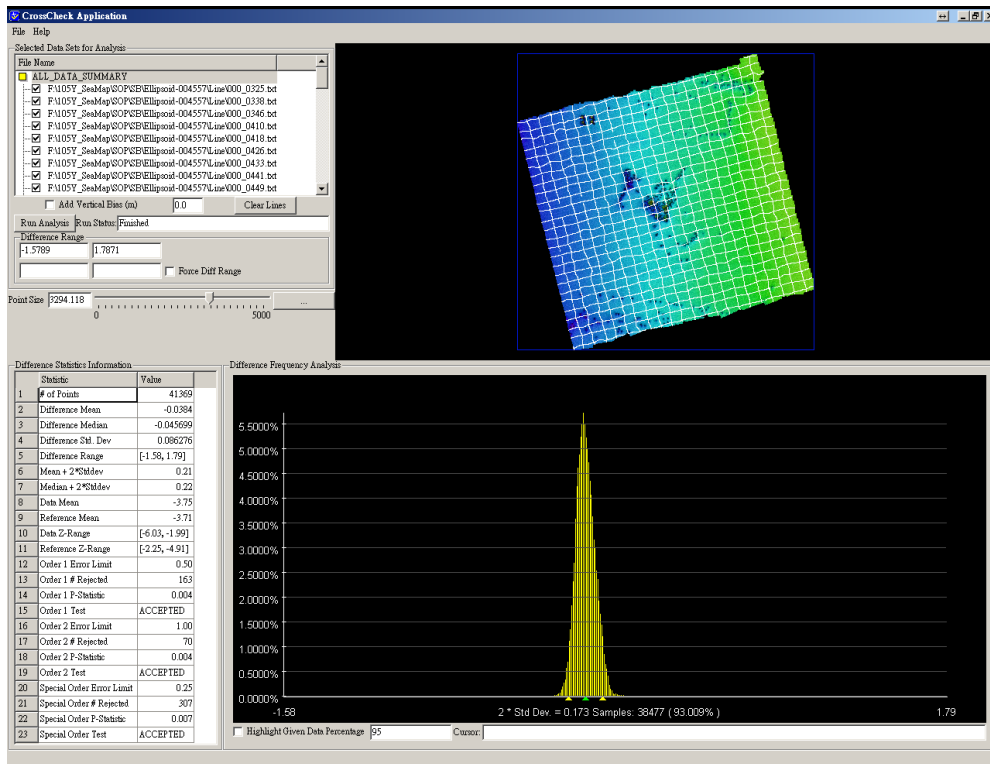 CrossCheck Application
File Help
Selected Data Sets for Analysis
File Name
ALL_DATA_SUMMARY
F:\105Y_SeaMap\SOP\SB\Ellipsoid-004557\Line\000_0325.txt
F:\105Y_SeaMap\SOP\SB\Ellipsoid-004557\Line\000_0338.txt
F:\105Y_SeaMap\SOP\SB\Ellipsoid-004557\Line\000_0346.txt
F:\105Y_SeaMap\SOP\SB\Ellipsoid-004557\Line\000_0410.txt
F:\105Y_SeaMap\SOP\SB\Ellipsoid-004557\Line\000_0418.txt
F:\105Y_SeaMap\SOP\SB\Ellipsoid-004557\Line\000_0426.txt
F:\105Y_SeaMap\SOP\SB\Ellipsoid-004557\Line\000_0433.txt
F:\105Y_SeaMap\SOP\SB\Ellipsoid-004557\Line\000_0441.txt
F:\105Y_SeaMap\SOP\SB\Ellipsoid-004557\Line\000_0449.txt
Add Vertical Bias (m) 0.0 Clear Lines
Run Analysis Run Status: Finished
Difference Range
-1.5789 1.7871
Force Diff Range
Point Size 3294.118 ...
0 5000
Difference Statistics Information
Statistic Value
1 # of Points 41369
2 Difference Mean -0.0384
3 Difference Median -0.045699
4 Difference Std. Dev 0.086276
5 Difference Range [-1.58, 1.79]
6 Mean + 2*Stddev 0.21
7 Median + 2*Stddev 0.22
8 Data Mean -3.75
9 Reference Mean -3.71
10 Data Z-Range [-6.03, -1.99]
11 Reference Z-Range [-2.25, -4.91]
12 Order 1 Error Limit 0.50
13 Order 1 # Rejected 163
14 Order 1 P-Statistic 0.004
15 Order 1 Test ACCEPTED
16 Order 2 Error Limit 1.00
17 Order 2 # Rejected 70
18 Order 2 P-Statistic 0.004
19 Order 2 Test ACCEPTED
20 Special Order Error Limit 0.25
21 Special Order # Rejected 307
22 Special Order P-Statistic 0.007
23 Special Order Test ACCEPTED
Difference Frequency Analysis
5.5000%
5.0000%
4.5000%
4.0000%
3.5000%
3.0000%
2.5000%
2.0000%
1.5000%
1.0000%
0.5000%
0.0000%
-1.58 2 * Std Dev. = 0.173 Samples: 38477 ( 93.009% ) 1.79
Highlight Given Data Percentage 95 Cursor: